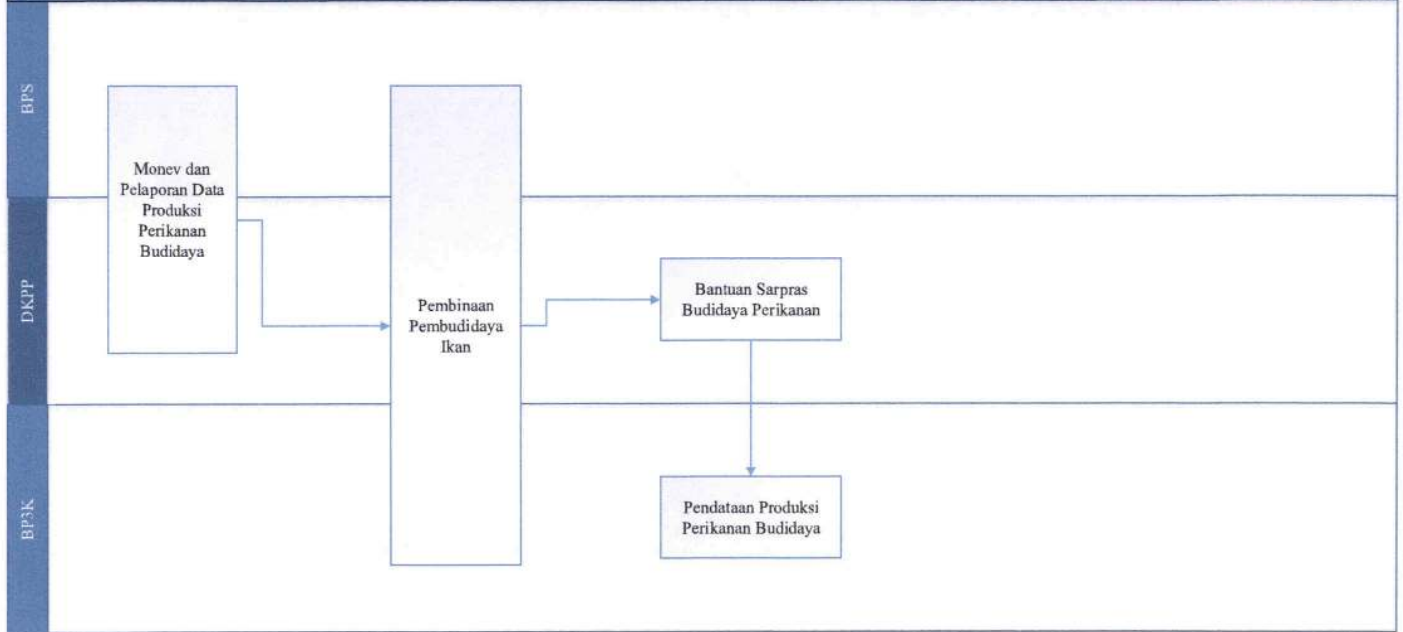 BPS
Monev dan
Pelaporan Data
Produksi
Perikanan
Budidaya
DKPP
Pembinaan
Pembudidaya
Ikan
Bantuan Sarpras
Budidaya Perikanan
BP3K
Pendataan Produksi
Perikanan Budidaya